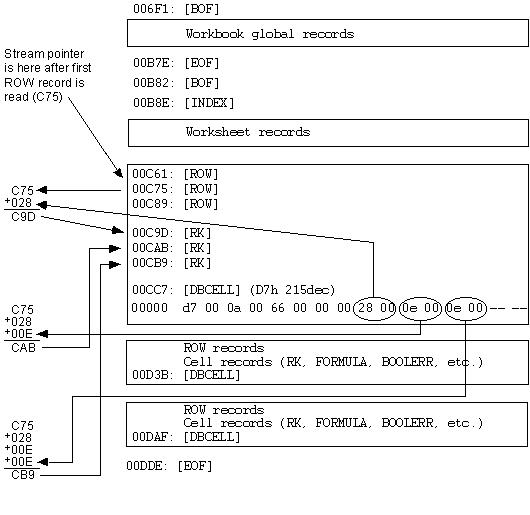 006F1: [BOF]
Workbook global records
Stream pointer
is here after first
ROW record is
read (C75)
00B7E: [EOF]
00B82: [BOF]
00B8E: [INDEX]
Worksheet records
00C61: [ROW]
00C75: [ROW]
00C89: [ROW]
C75
+028
C9D
00C9D: [RK]
00CAB: [RK]
00CB9: [RK]
00CC7: [DBCELL] (D7h 215dec)
00000 d7 00 0a 00 66 00 00 00 28 00 0e 00 0e 00 -- --
C75
+028
+00E
CAB
ROW records
Cell records (RK, FORMULA, BOOLERR, etc.)
00D3B: [DBCELL]
ROW records
Cell records (RK, FORMULA, BOOLERR, etc.)
00DAF: [DBCELL]
C75
+028
+00E
+00E
CB9
00DDE: [EOF]